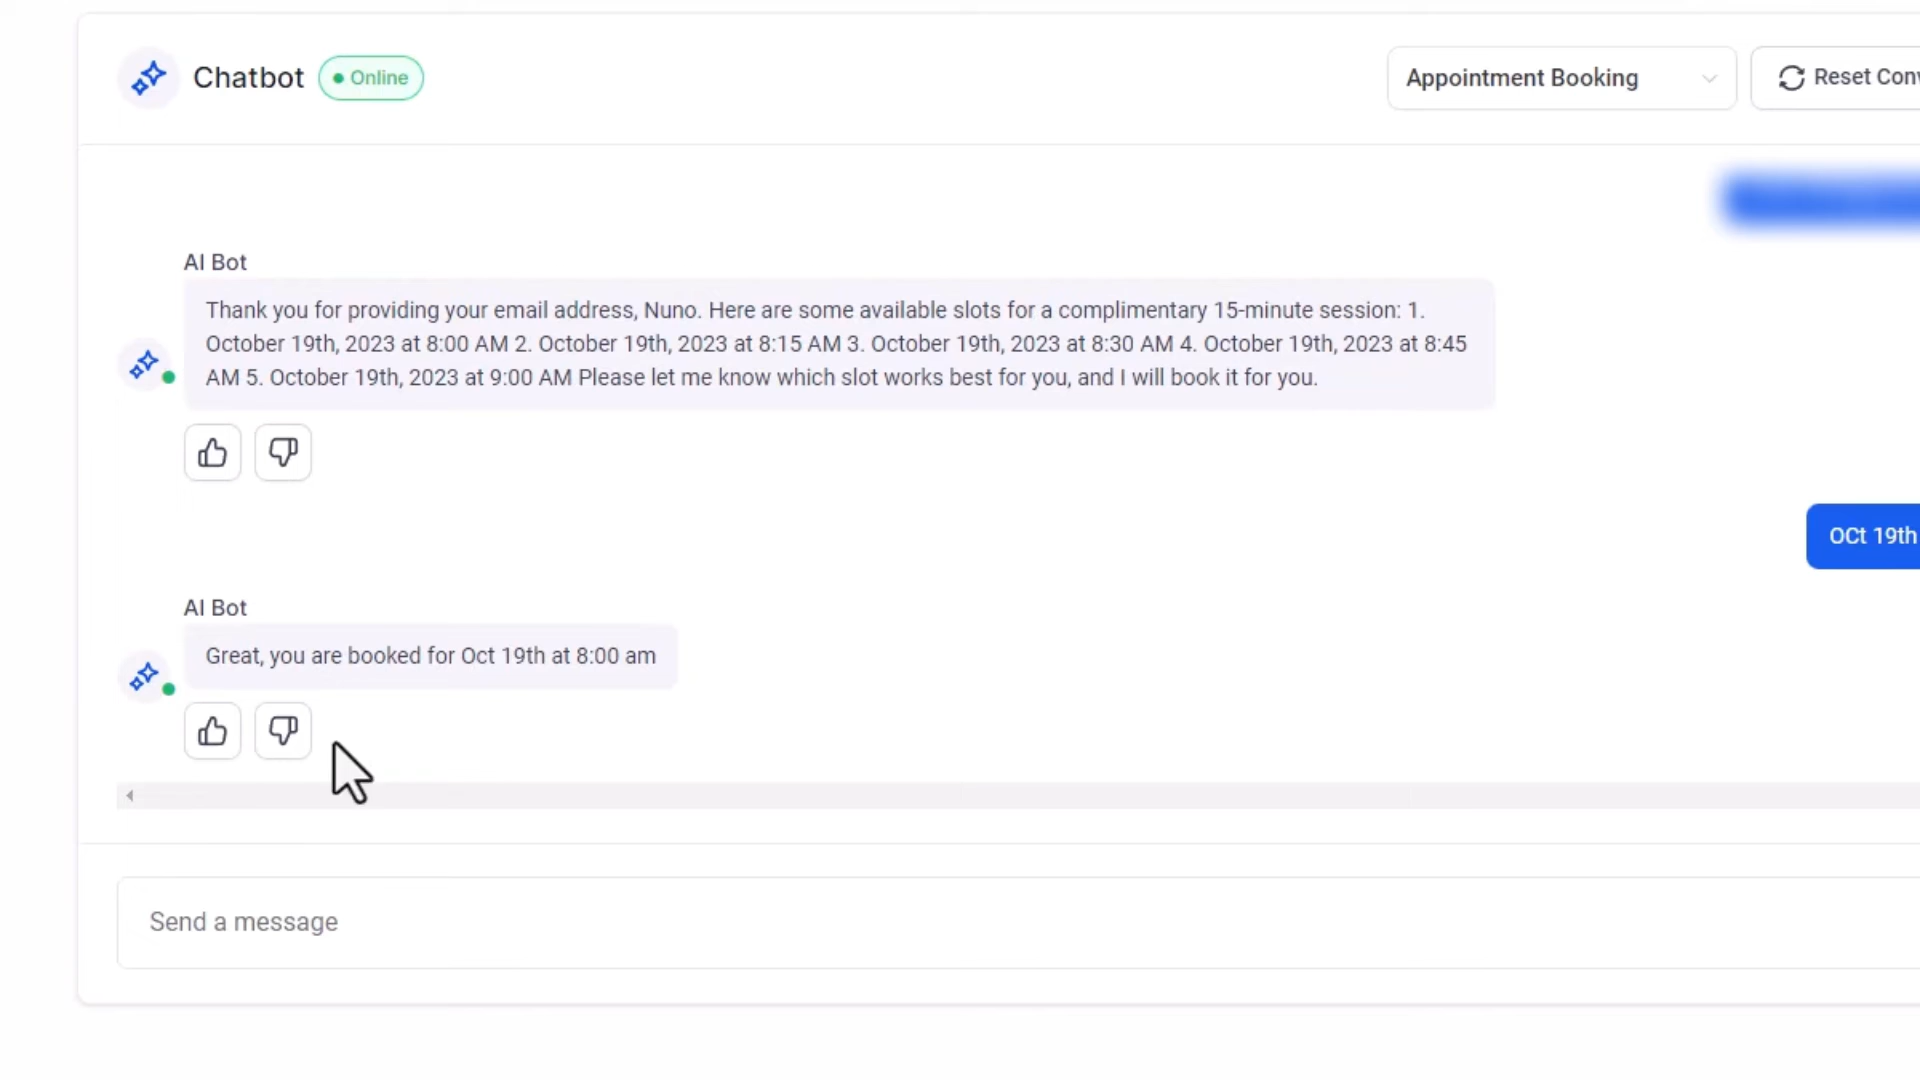 Chatbot
Online
Appointment Booking
Reset Conv
AI Bot
Thank you for providing your email address, Nuno. Here are some available slots for a complimentary 15-minute session: 1.
October 19th, 2023 at 8:00 AM 2. October 19th, 2023 at 8:15 AM 3. October 19th, 2023 at 8:30 AM 4. October 19th, 2023 at 8:45
AM 5. October 19th, 2023 at 9:00 AM Please let me know which slot works best for you, and I will book it for you.
OCt 19th
AI Bot
Great, you are booked for Oct 19th at 8:00 am
Send a message